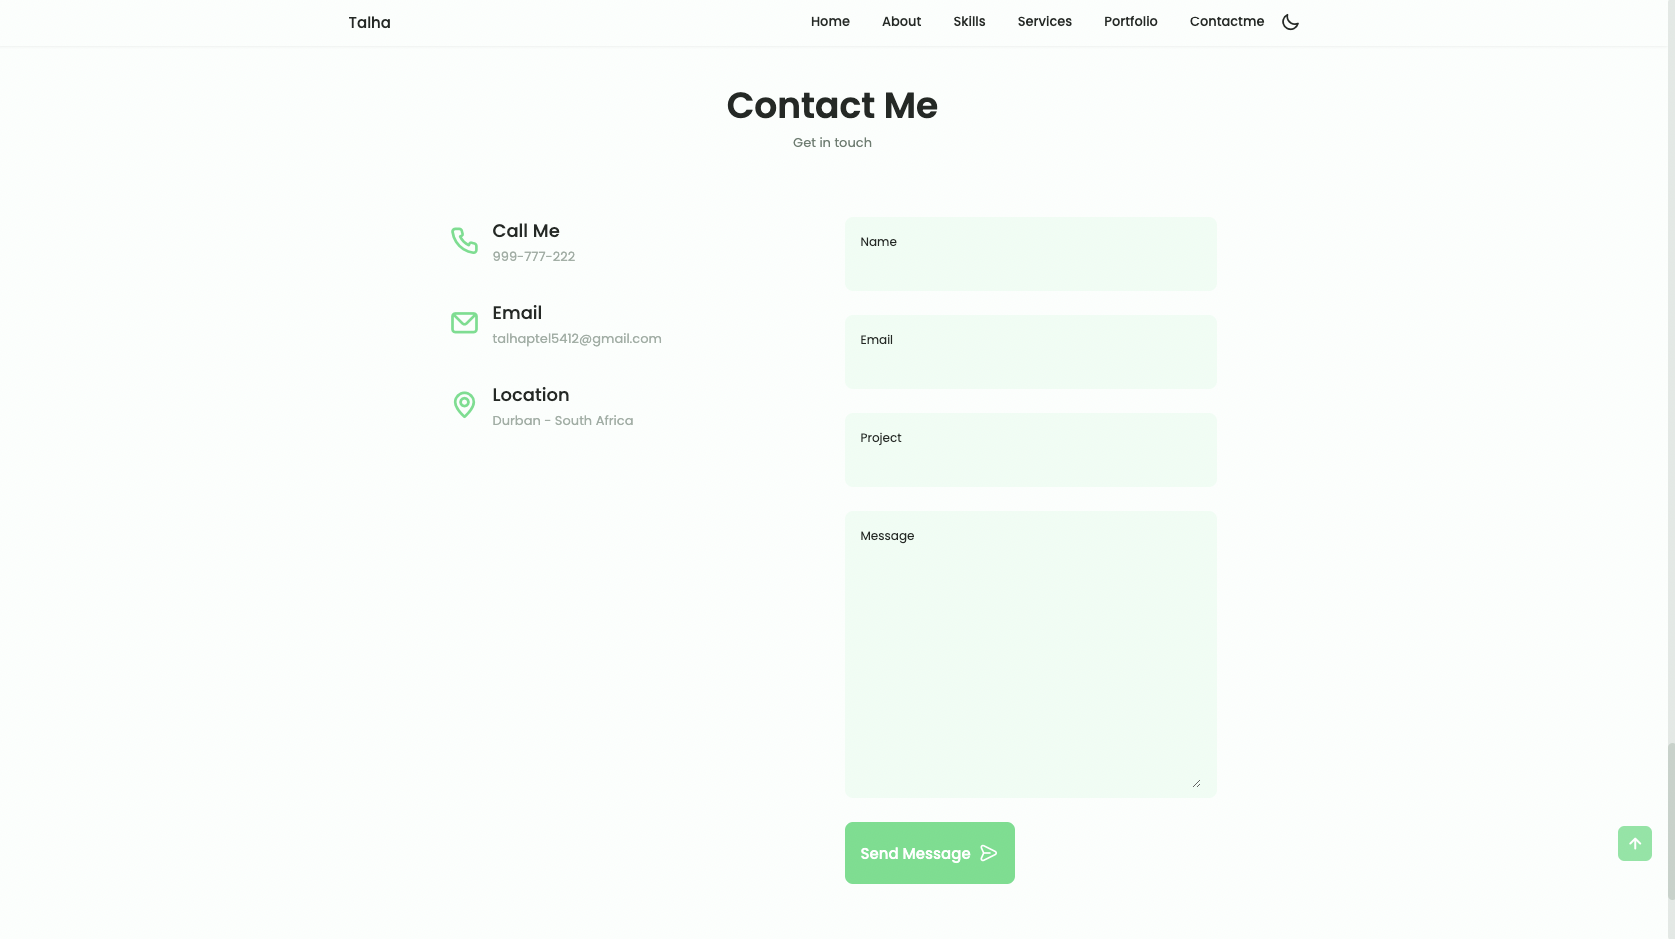 Talha
Home About Skills Services Portfolio Contactme
Contact Me
Get in touch
Call Me
999-777-222
Email
talhaptel5412@gmail.com
Location
Durban - South Africa
Name
Email
Project
Message
Send Message